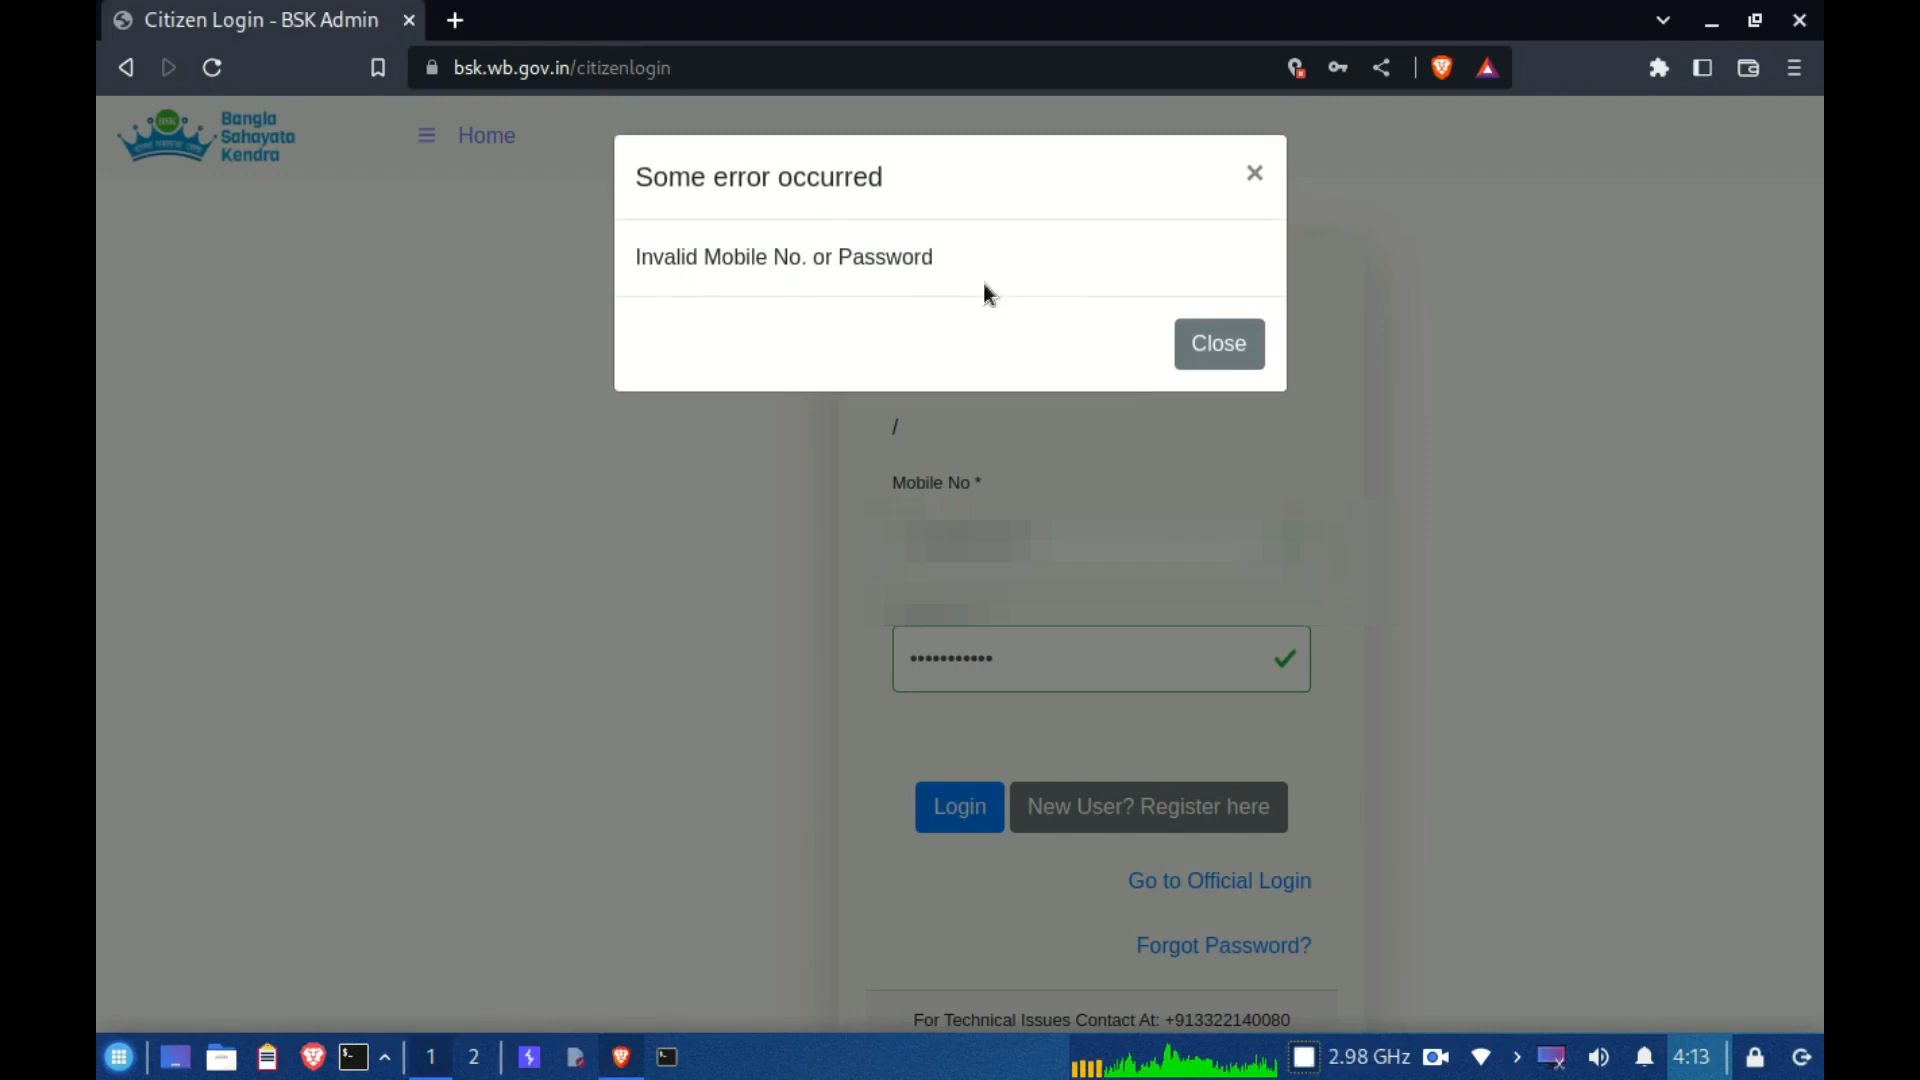 Citizen Login - BSK Admin
bsk.wb.gov.in/citizenlogin
BSK
Bangla
Sahayata
Kendra
Home
Some error occurred
Invalid Mobile No. or Password
Close
/
Mobile No *
Login
New User? Register here
Go to Official Login
Forgot Password?
For Technical Issues Contact At: +913322140080
1
2
2.98 GHz
4:13